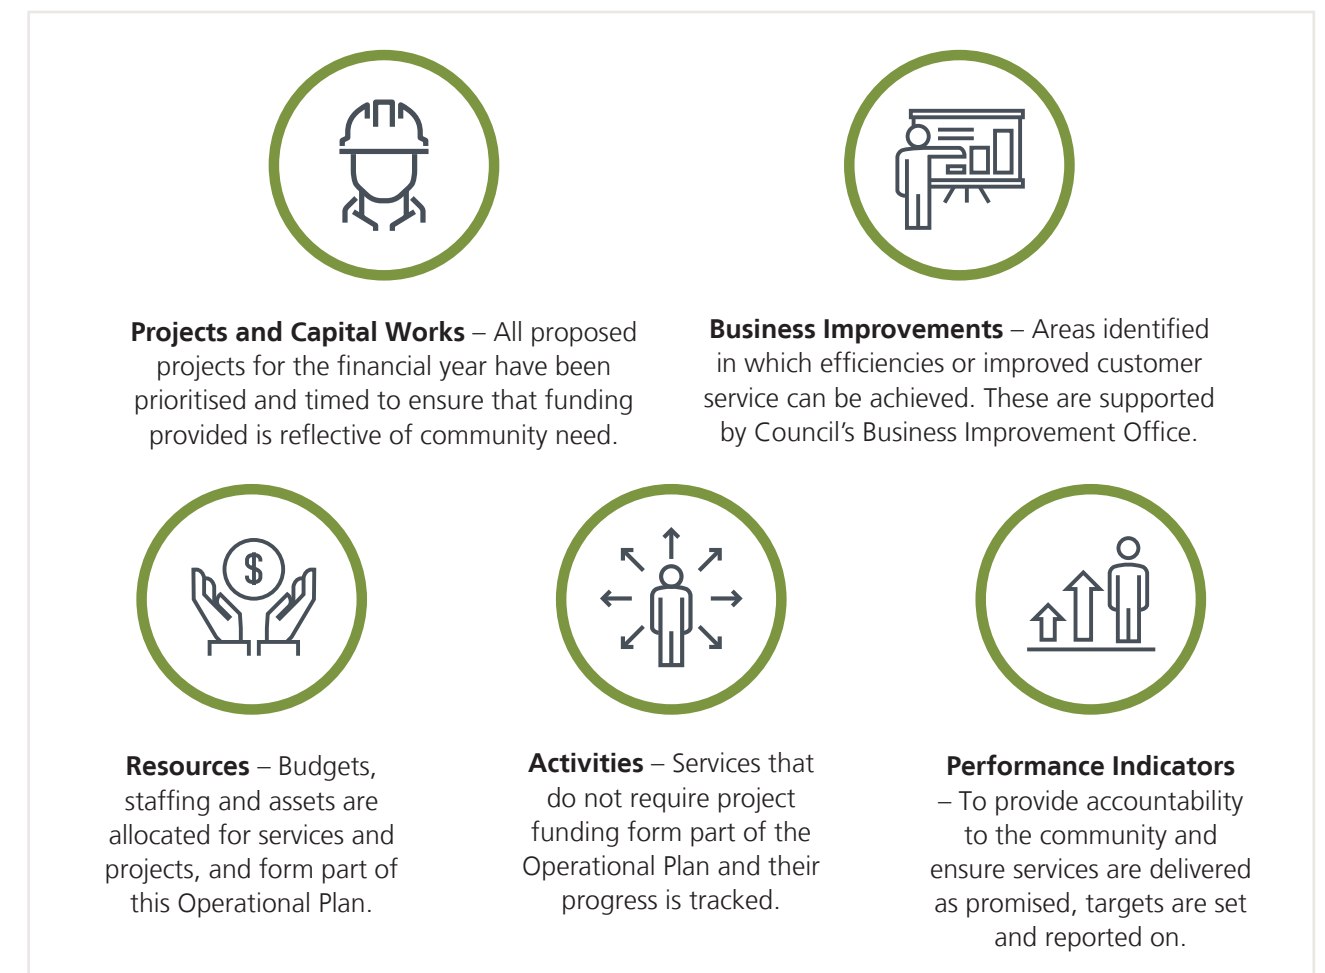 Projects and Capital Works – All proposed
projects for the financial year have been
prioritised and timed to ensure that funding
provided is reflective of community need.
Business Improvements – Areas identified
in which efficiencies or improved customer
service can be achieved. These are supported
by Council’s Business Improvement Office.
$
Resources – Budgets,
staffing and assets are
allocated for services and
projects, and form part of
this Operational Plan.
Activities – Services that
do not require project
funding form part of the
Operational Plan and their
progress is tracked.
Performance Indicators
– To provide accountability
to the community and
ensure services are delivered
as promised, targets are set
and reported on.